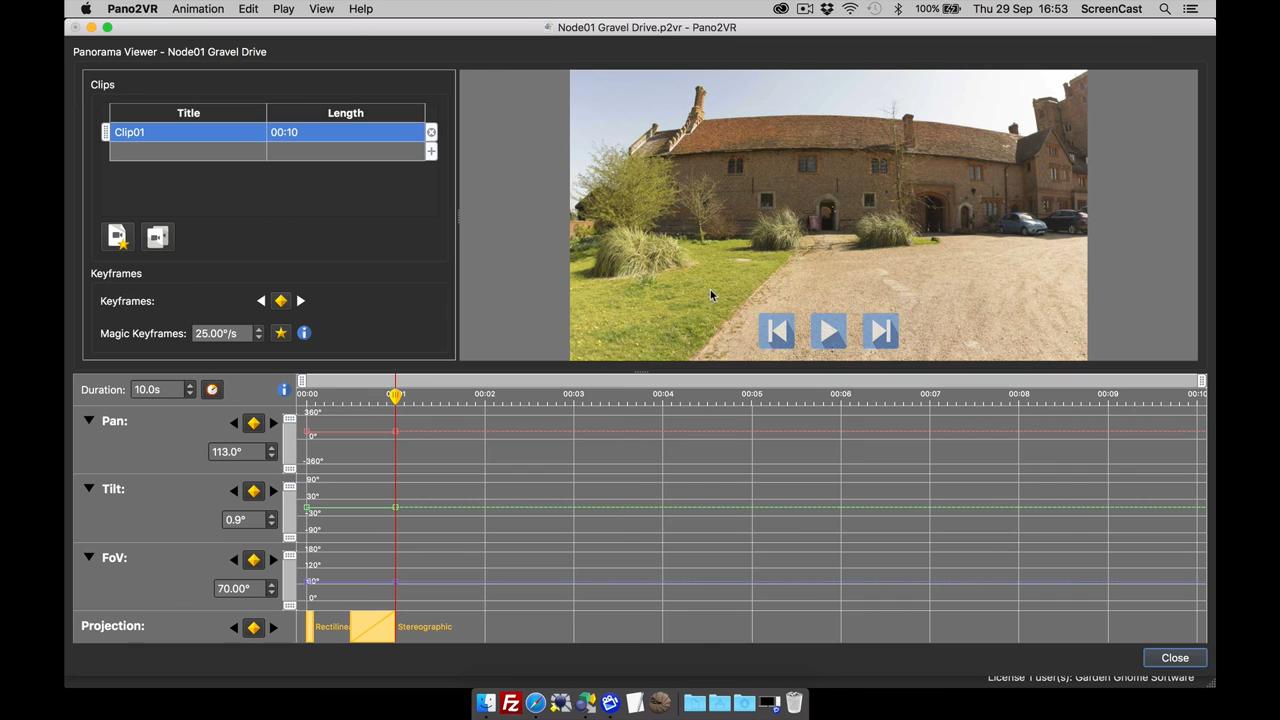 Pano2VR Animation Edit Play View Help
100% Thu 29 Sep 16:53 ScreenCast
Node01 Gravel Drive.p2vr - Pano2VR
Panorama Viewer - Node01 Gravel Drive
Clips
Title Length
Clip01 00:10
Keyframes
Keyframes:
Magic Keyframes: 25.00°/s
Duration: 10.0s
00:00 00:02 00:03 00:04 00:05 00:06 00:07 00:08 00:09 00:10
Pan:
113.0°
360°
0°
-360°
Tilt:
0.9°
90°
30°
-30°
-90°
FoV:
70.00°
180°
120°
60°
0°
Projection:
Rectilinea Stereographic
Close
License 1 user(s): Garden Gnome Software